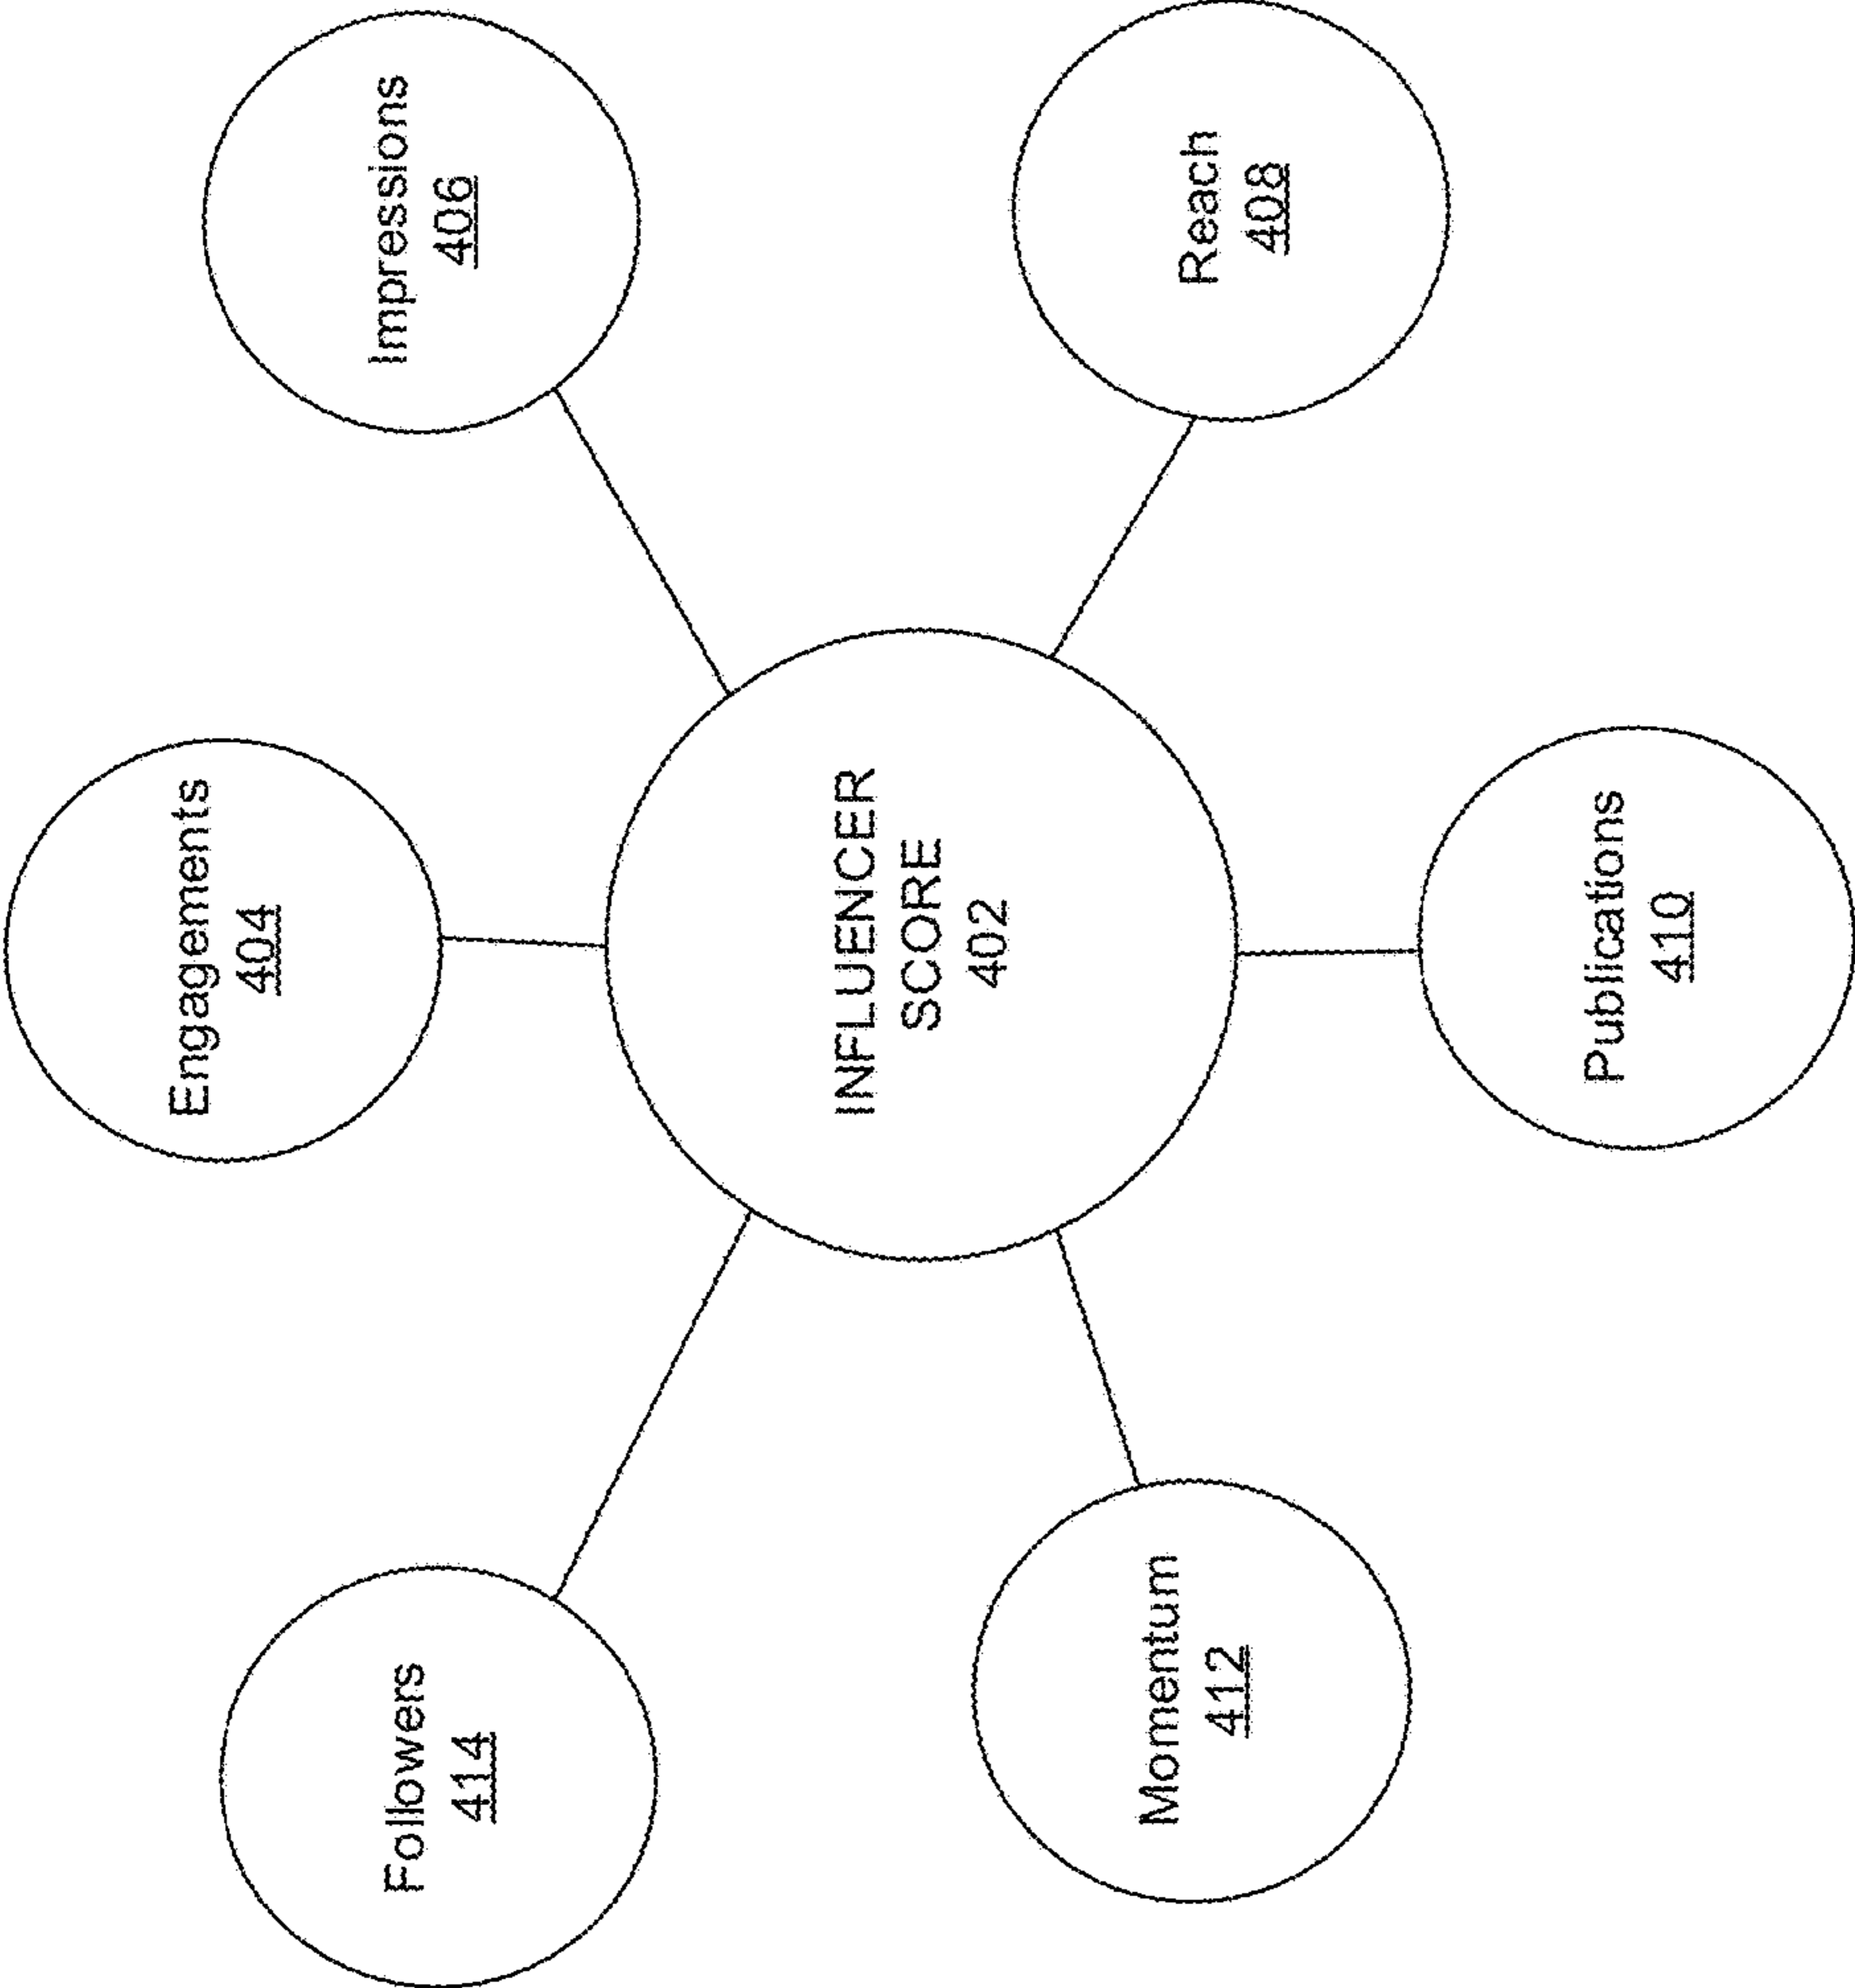 Engagements
404
Impressions
406
Reach
408
Publications
410
Momentum
412
Followers
414
INFLUENCER
SCORE
402